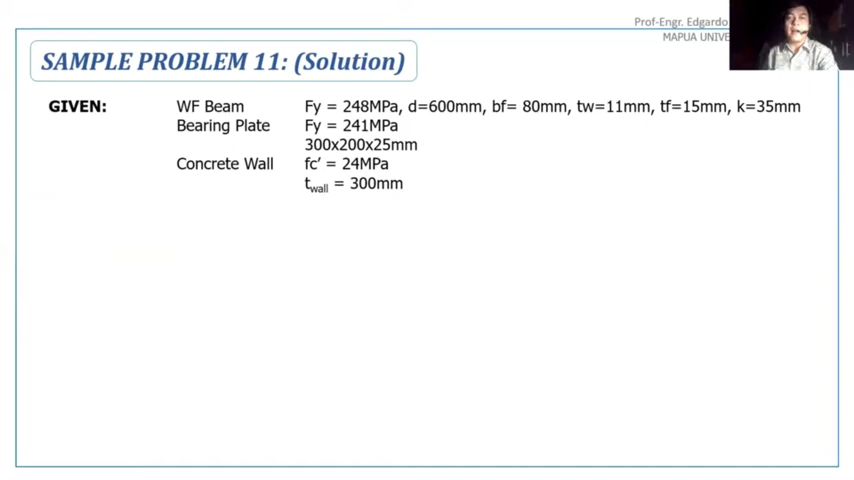 Prof-Engr. Edgardo
MAPUA UNIVE
SAMPLE PROBLEM 11: (Solution)
GIVEN: WF Beam Fy = 248MPa, d=600mm, bf= 80mm, tw=11mm, tf=15mm, k=35mm
Bearing Plate Fy = 241MPa
300x200x25mm
Concrete Wall fc’ = 24MPa
twall = 300mm